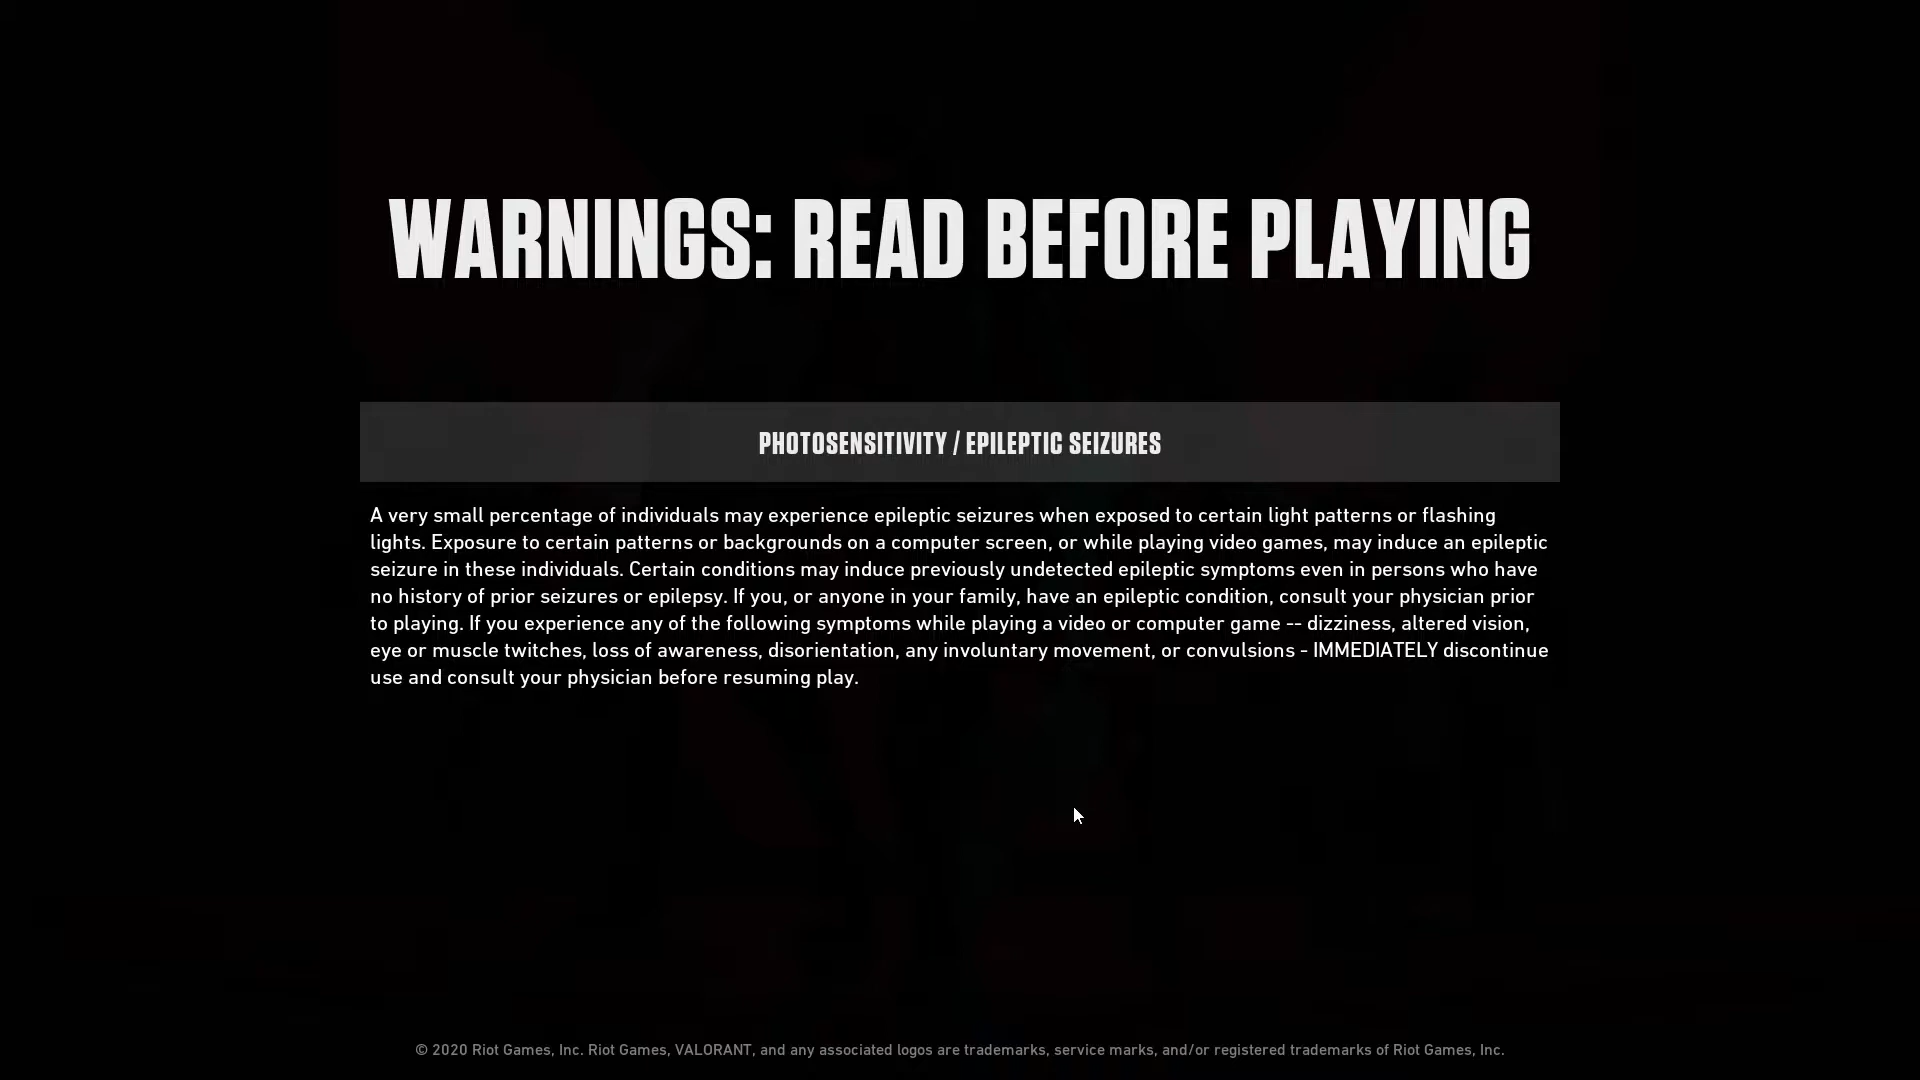 WARNINGS: READ BEFORE PLAYING
PHOTOSENSITIVITY / EPILEPTIC SEIZURES
A very small percentage of individuals may experience epileptic seizures when exposed to certain light patterns or flashing
lights. Exposure to certain patterns or backgrounds on a computer screen, or while playing video games, may induce an epileptic
seizure in these individuals. Certain conditions may induce previously undetected epileptic symptoms even in persons who have
no history of prior seizures or epilepsy. If you, or anyone in your family, have an epileptic condition, consult your physician prior
to playing. If you experience any of the following symptoms while playing a video or computer game -- dizziness, altered vision,
eye or muscle twitches, loss of awareness, disorientation, any involuntary movement, or convulsions - IMMEDIATELY discontinue
use and consult your physician before resuming play.
© 2020 Riot Games, Inc. Riot Games, VALORANT, and any associated logos are trademarks, service marks, and/or registered trademarks of Riot Games, Inc.